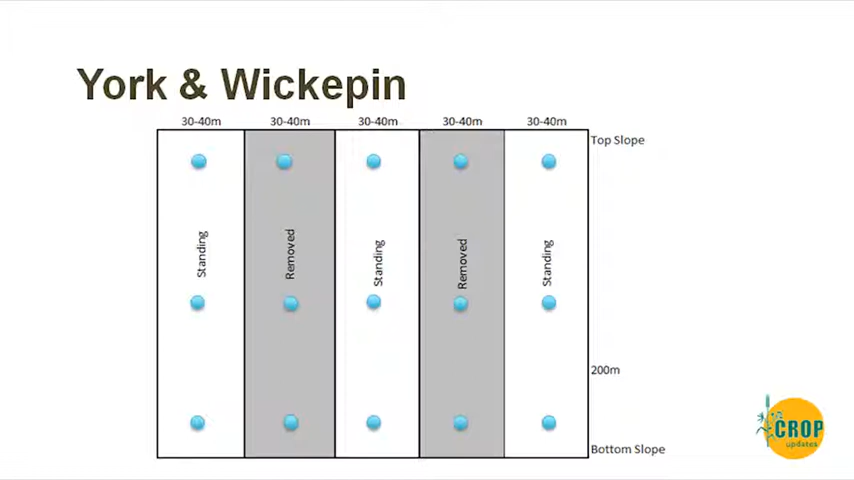 York & Wickepin
30-40m 30-40m 30-40m 30-40m 30-40m
Top Slope
Standing Removed Standing Removed Standing
200m
Bottom Slope
CROP
updates